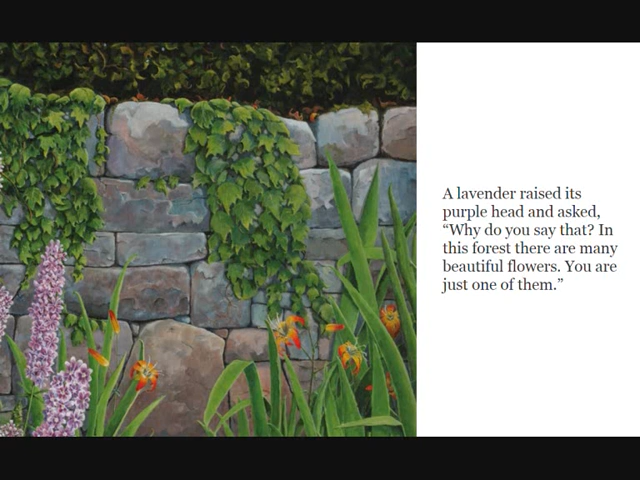 A lavender raised its
purple head and asked,
“Why do you say that? In
this forest there are many
beautiful flowers. You are
just one of them.”